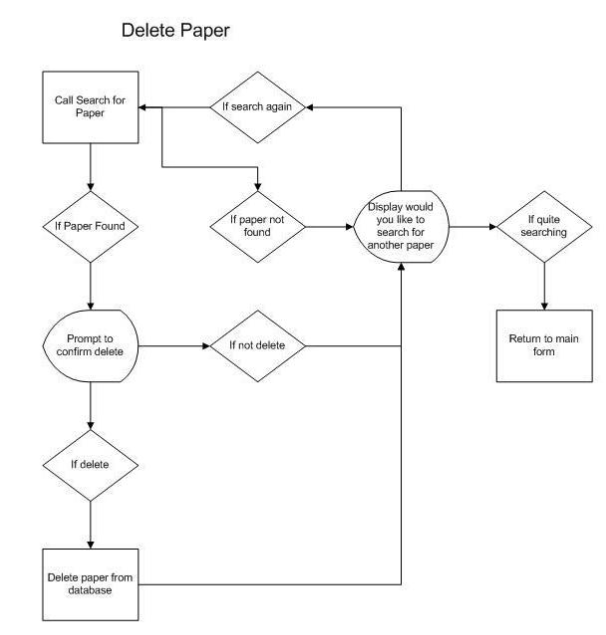 Delete Paper
Call Search for
Paper
If search again
If Paper Found
If paper not
found
Display would
you like to
search for
another paper
If quite
searching
Prompt to
confirm delete
If not delete
Return to main
form
If delete
Delete paper from
database